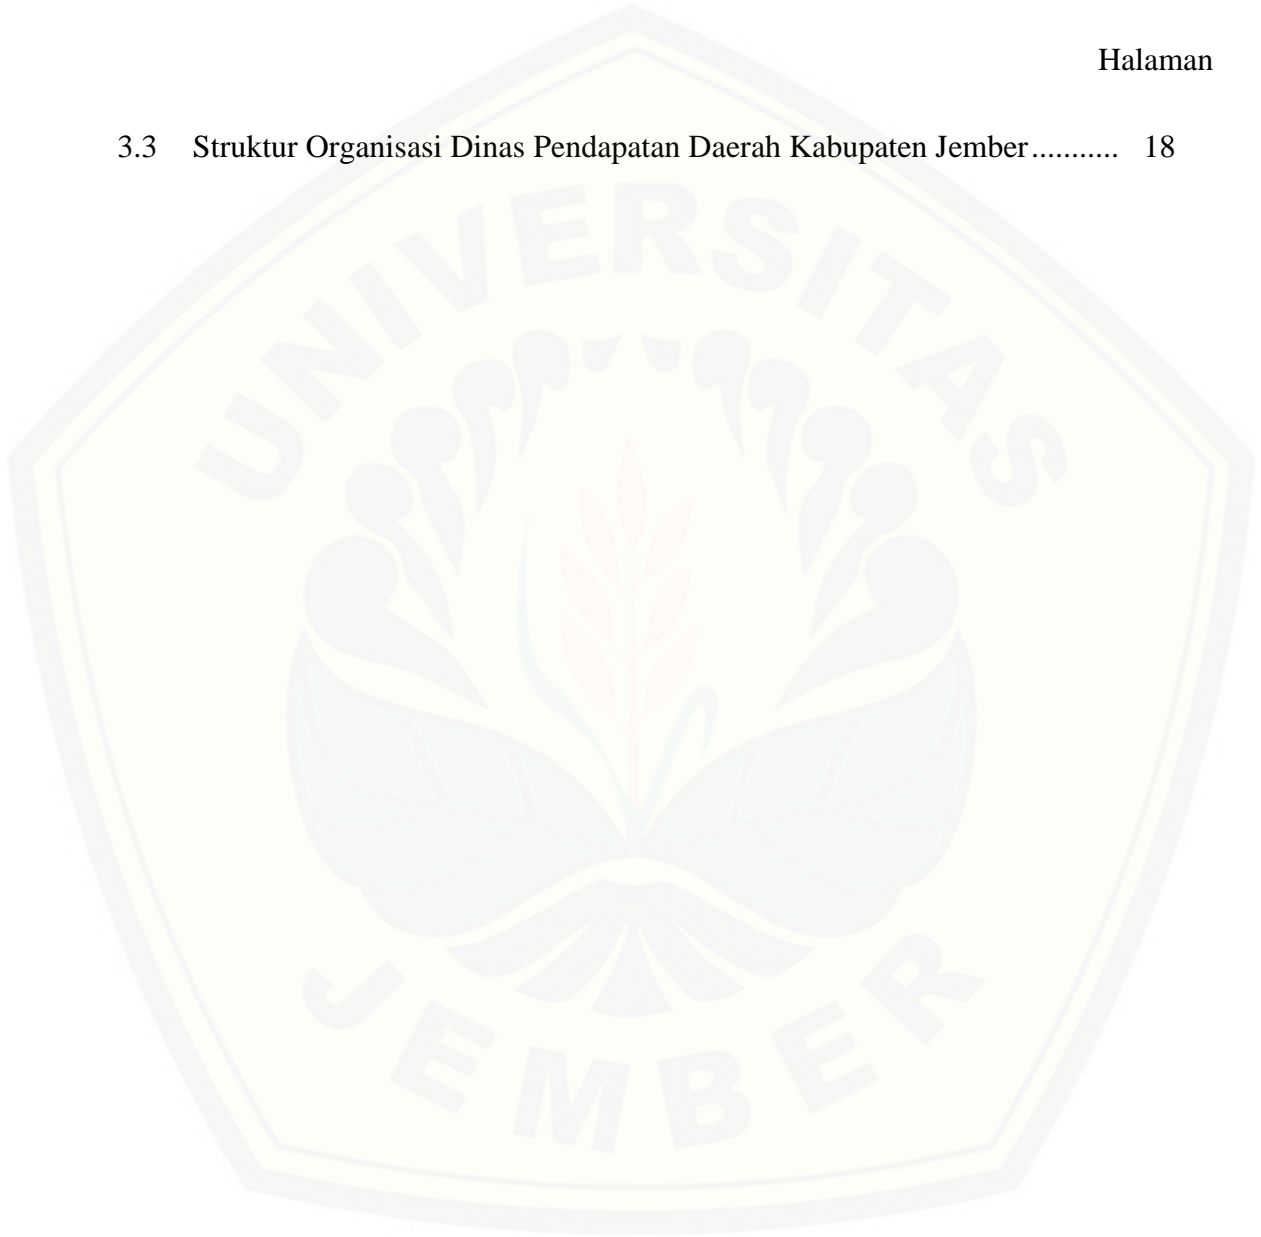 Halaman
3.3 Struktur Organisasi Dinas Pendapatan Daerah Kabupaten Jember........... 18
UNIVERSITAS
JEMBER